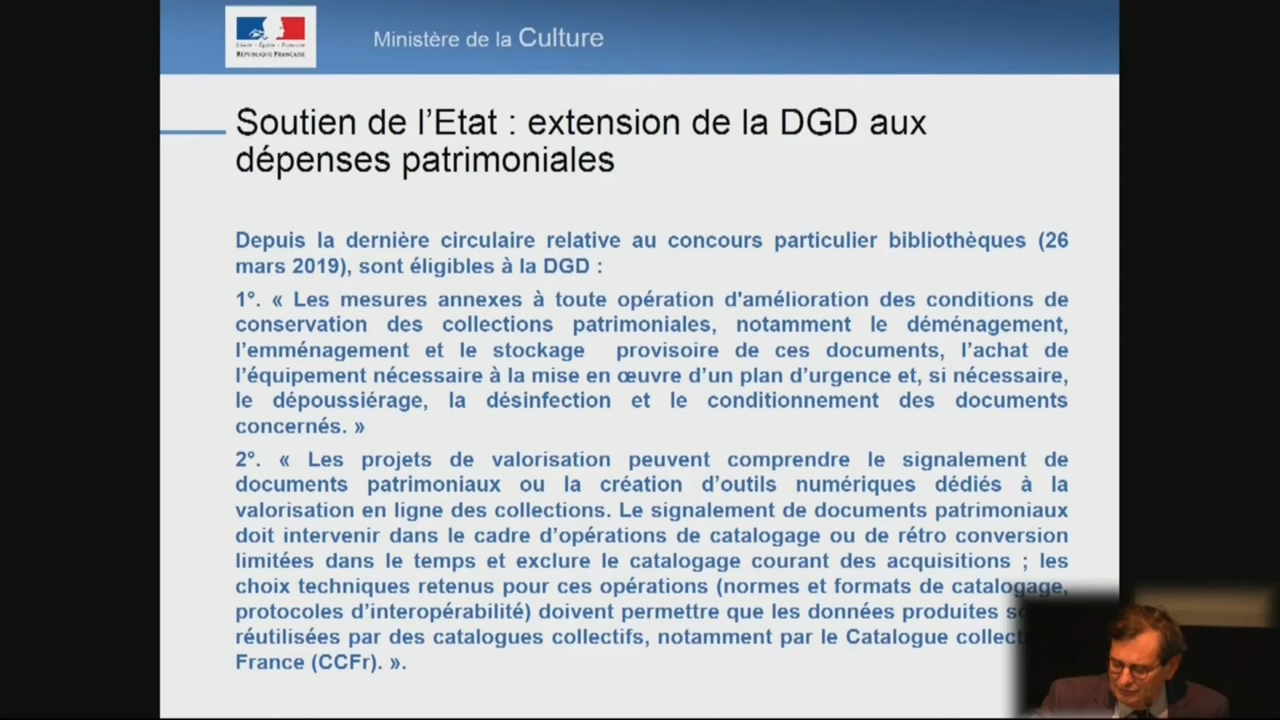 Liberté • Égalité • Fraternité
RÉPUBLIQUE FRANÇAISE
Ministère de la Culture
Soutien de l’Etat : extension de la DGD aux
dépenses patrimoniales
Depuis la dernière circulaire relative au concours particulier bibliothèques (26
mars 2019), sont éligibles à la DGD :
1°. « Les mesures annexes à toute opération d'amélioration des conditions de
conservation des collections patrimoniales, notamment le déménagement,
l’emménagement et le stockage provisoire de ces documents, l’achat de
l’équipement nécessaire à la mise en œuvre d’un plan d’urgence et, si nécessaire,
le dépoussiérage, la désinfection et le conditionnement des documents
concernés. »
2°. « Les projets de valorisation peuvent comprendre le signalement de
documents patrimoniaux ou la création d’outils numériques dédiés à la
valorisation en ligne des collections. Le signalement de documents patrimoniaux
doit intervenir dans le cadre d’opérations de catalogage ou de rétro conversion
limitées dans le temps et exclure le catalogage courant des acquisitions ; les
choix techniques retenus pour ces opérations (normes et formats de catalogage,
protocoles d’interopérabilité) doivent permettre que les données produites
réutilisées par des catalogues collectifs, notamment par le Catalogue
France (CCFr). ».